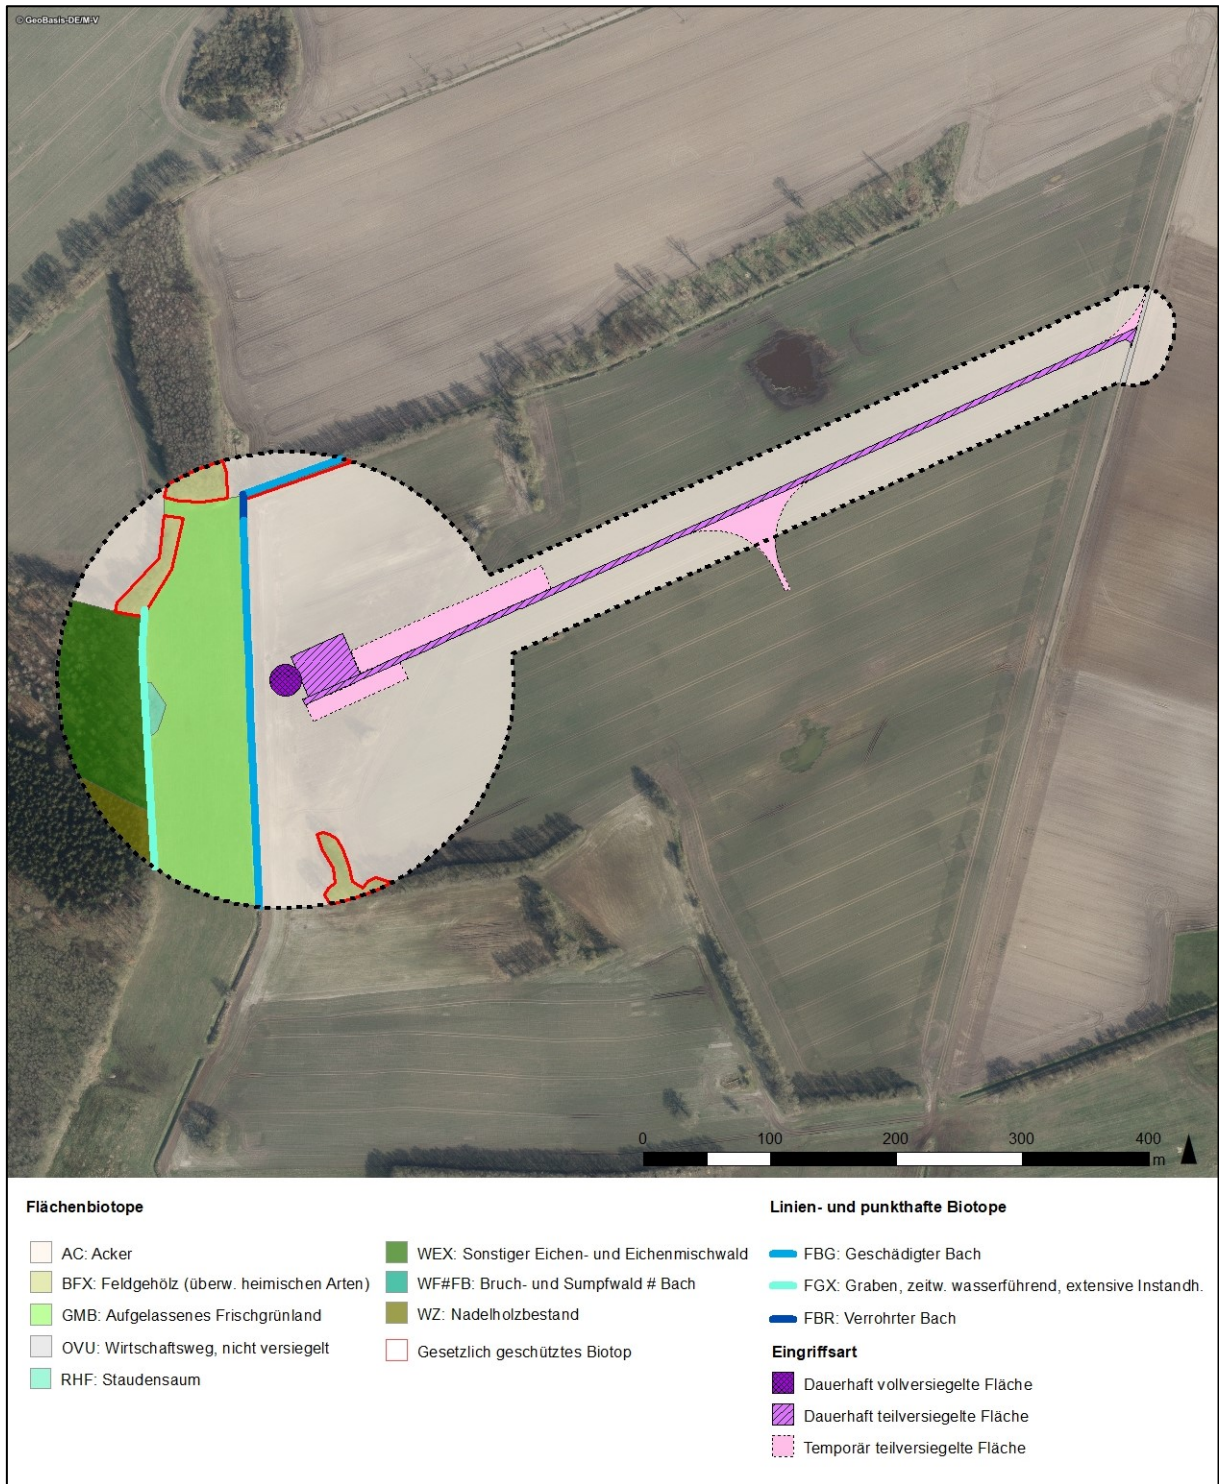 © GeoBasis-DE/M-V
0 100 200 300 400
m
Flächenbiotope
AC: Acker
BFX: Feldgehölz (überw. heimischen Arten)
GMB: Aufgelassenes Frischgrünland
OVU: Wirtschaftsweg, nicht versiegelt
RHF: Staudensaum
WEX: Sonstiger Eichen- und Eichenmischwald
WF#FB: Bruch- und Sumpfwald # Bach
WZ: Nadelholzbestand
Gesetzlich geschütztes Biotop
Linien- und punkthafte Biotope
FBG: Geschädigter Bach
FGX: Graben, zeitw. wasserführend, extensive Instandh.
FBR: Verrohrter Bach
Eingriffsart
Dauerhaft vollversiegelte Fläche
Dauerhaft teilversiegelte Fläche
Temporär teilversiegelte Fläche